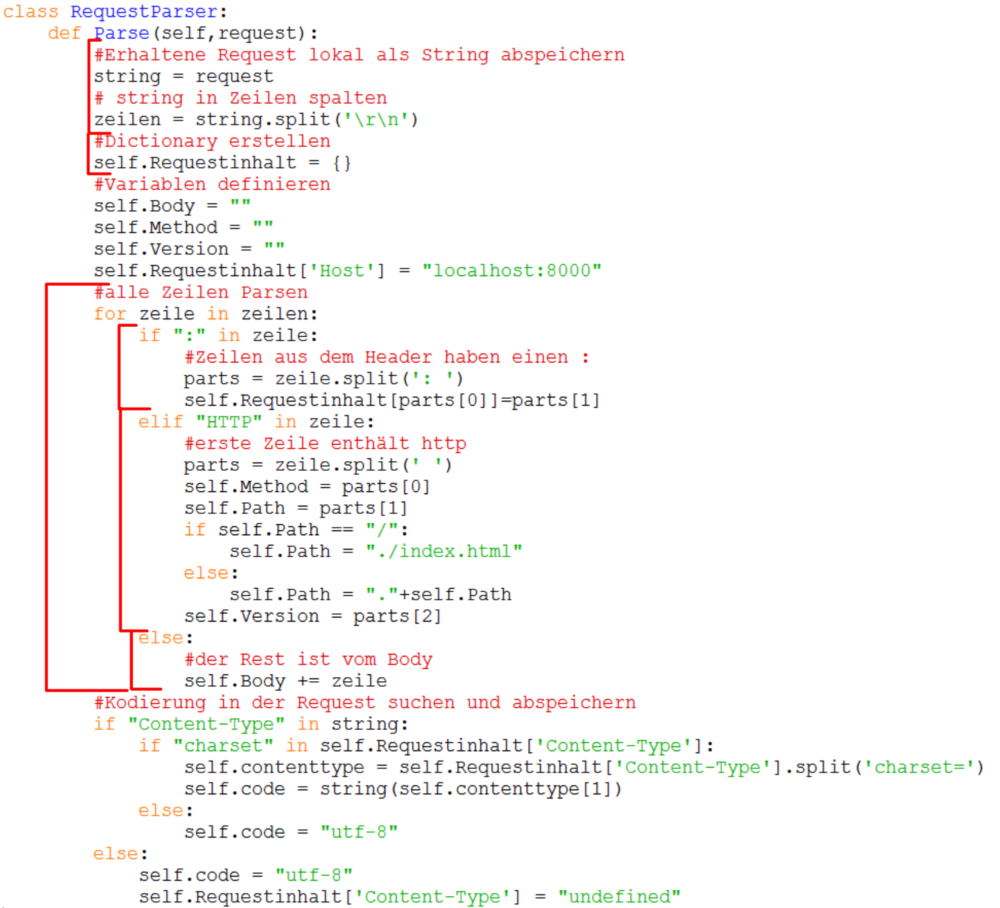 class RequestParser:
    def Parse(self,request):
        #Erhaltene Request lokal als String abspeichern
        string = request
        # string in Zeilen spalten
        zeilen = string.split('\r\n')
        #Dictionary erstellen
        self.Requestinhalt = {}
        #Variablen definieren
        self.Body = ""
        self.Method = ""
        self.Version = ""
        self.Requestinhalt['Host'] = "localhost:8000"
        #alle Zeilen Parsen
        for zeile in zeilen:
            if ":" in zeile:
                #Zeilen aus dem Header haben einen :
                parts = zeile.split(': ')
                self.Requestinhalt[parts[0]]=parts[1]
            elif "HTTP" in zeile:
                #erste Zeile enthält http
                parts = zeile.split(' ')
                self.Method = parts[0]
                self.Path = parts[1]
                if self.Path == "/":
                    self.Path = "./index.html"
                else:
                    self.Path = "."+self.Path
                self.Version = parts[2]
            else:
                #der Rest ist vom Body
                self.Body += zeile
        #Kodierung in der Request suchen und abspeichern
        if "Content-Type" in string:
            if "charset" in self.Requestinhalt['Content-Type']:
                self.contenttype = self.Requestinhalt['Content-Type'].split('charset=')
                self.code = string(self.contenttype[1])
            else:
                self.code = "utf-8"
        else:
            self.code = "utf-8"
            self.Requestinhalt['Content-Type'] = "undefined"